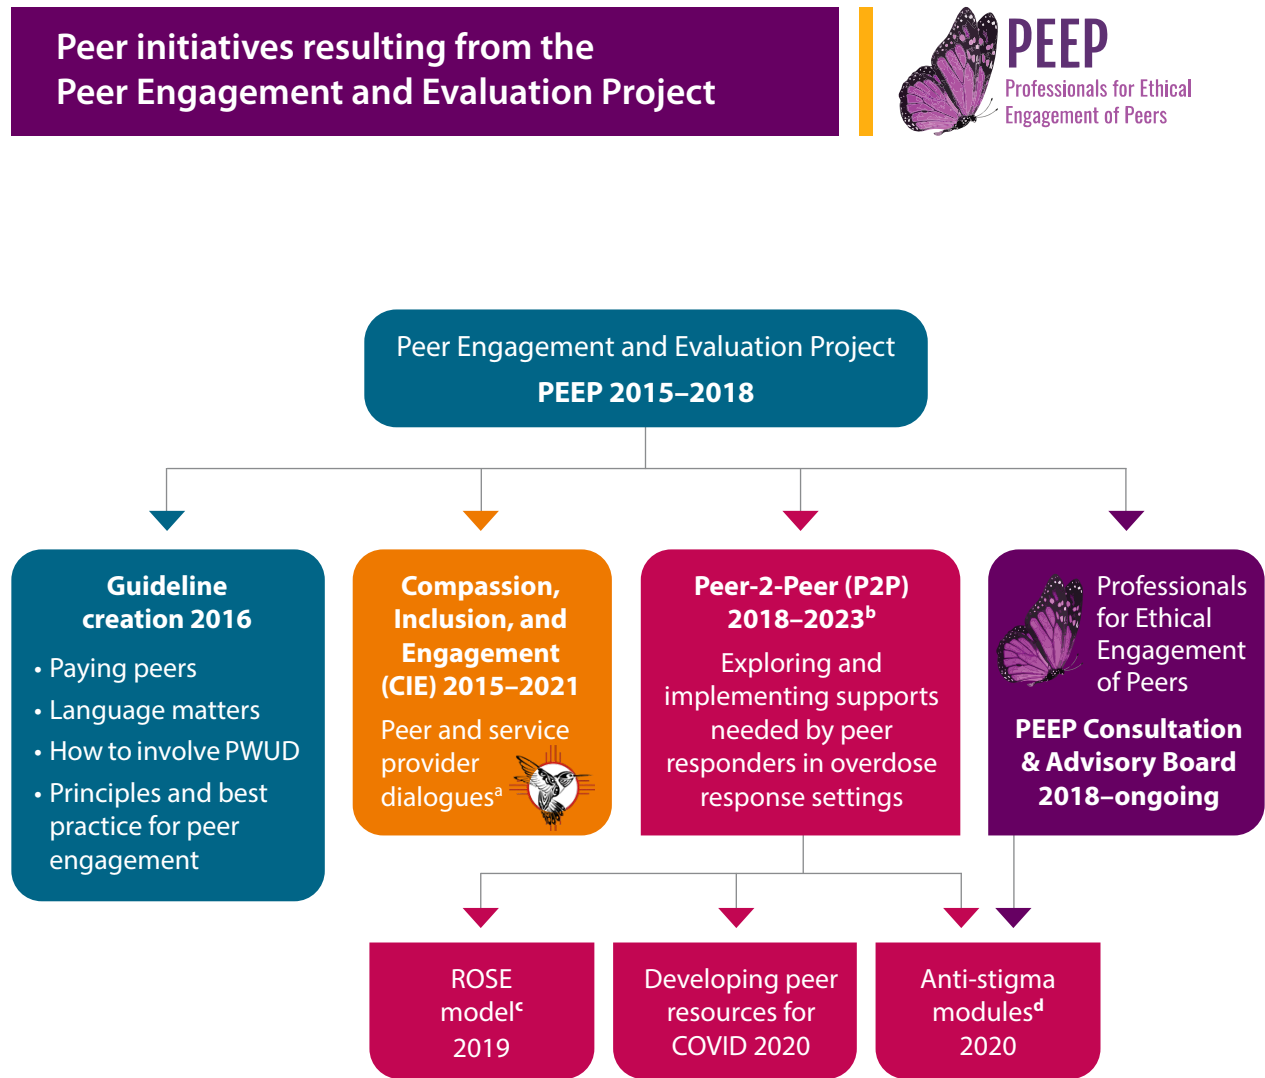 Peer initiatives resulting from the
Peer Engagement and Evaluation Project
PEEP
Professionals for Ethical
Engagement of Peers
Peer Engagement and Evaluation Project
PEEP 2015–2018
Guideline
creation 2016
• Paying peers
• Language matters
• How to involve PWUD
• Principles and best
practice for peer
engagement
Compassion,
Inclusion, and
Engagement
(CIE) 2015–2021
Peer and service
provider
dialoguesᵃ
Peer-2-Peer (P2P)
2018–2023ᵇ
Exploring and
implementing supports
needed by peer
responders in overdose
response settings
Professionals
for Ethical
Engagement
of Peers
PEEP Consultation
& Advisory Board
2018–ongoing
ROSE
modelᶜ
2019
Developing peer
resources for
COVID 2020
Anti-stigma
modulesᵈ
2020